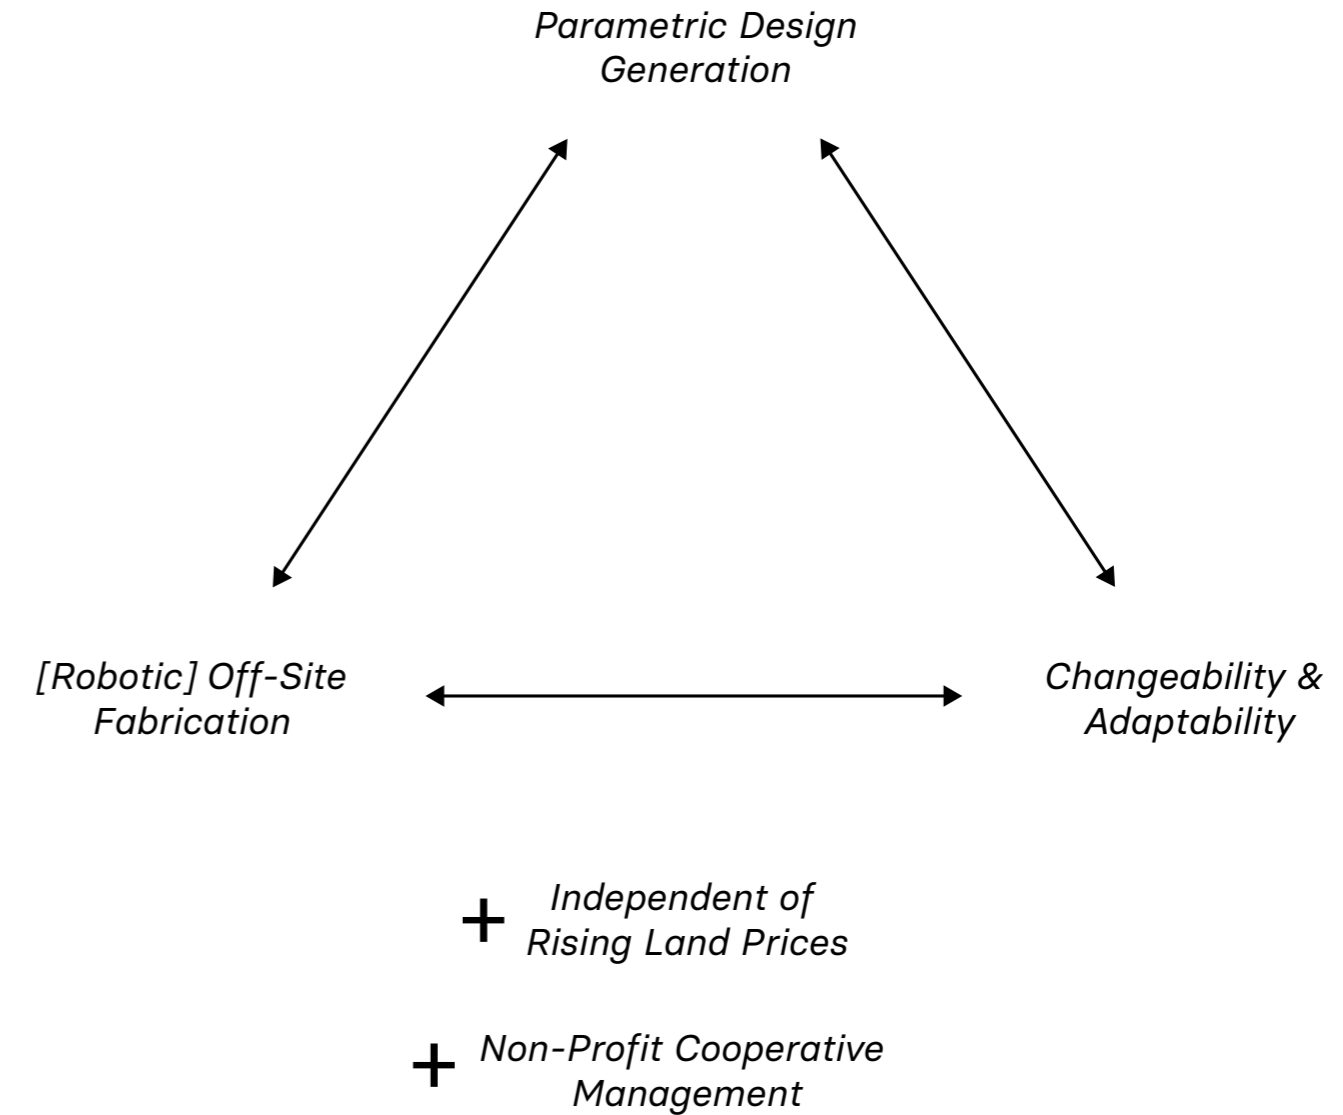 Parametric Design
Generation
[Robotic] Off-Site
Fabrication
Changeability &
Adaptability
+ Independent of
Rising Land Prices
+ Non-Profit Cooperative
Management